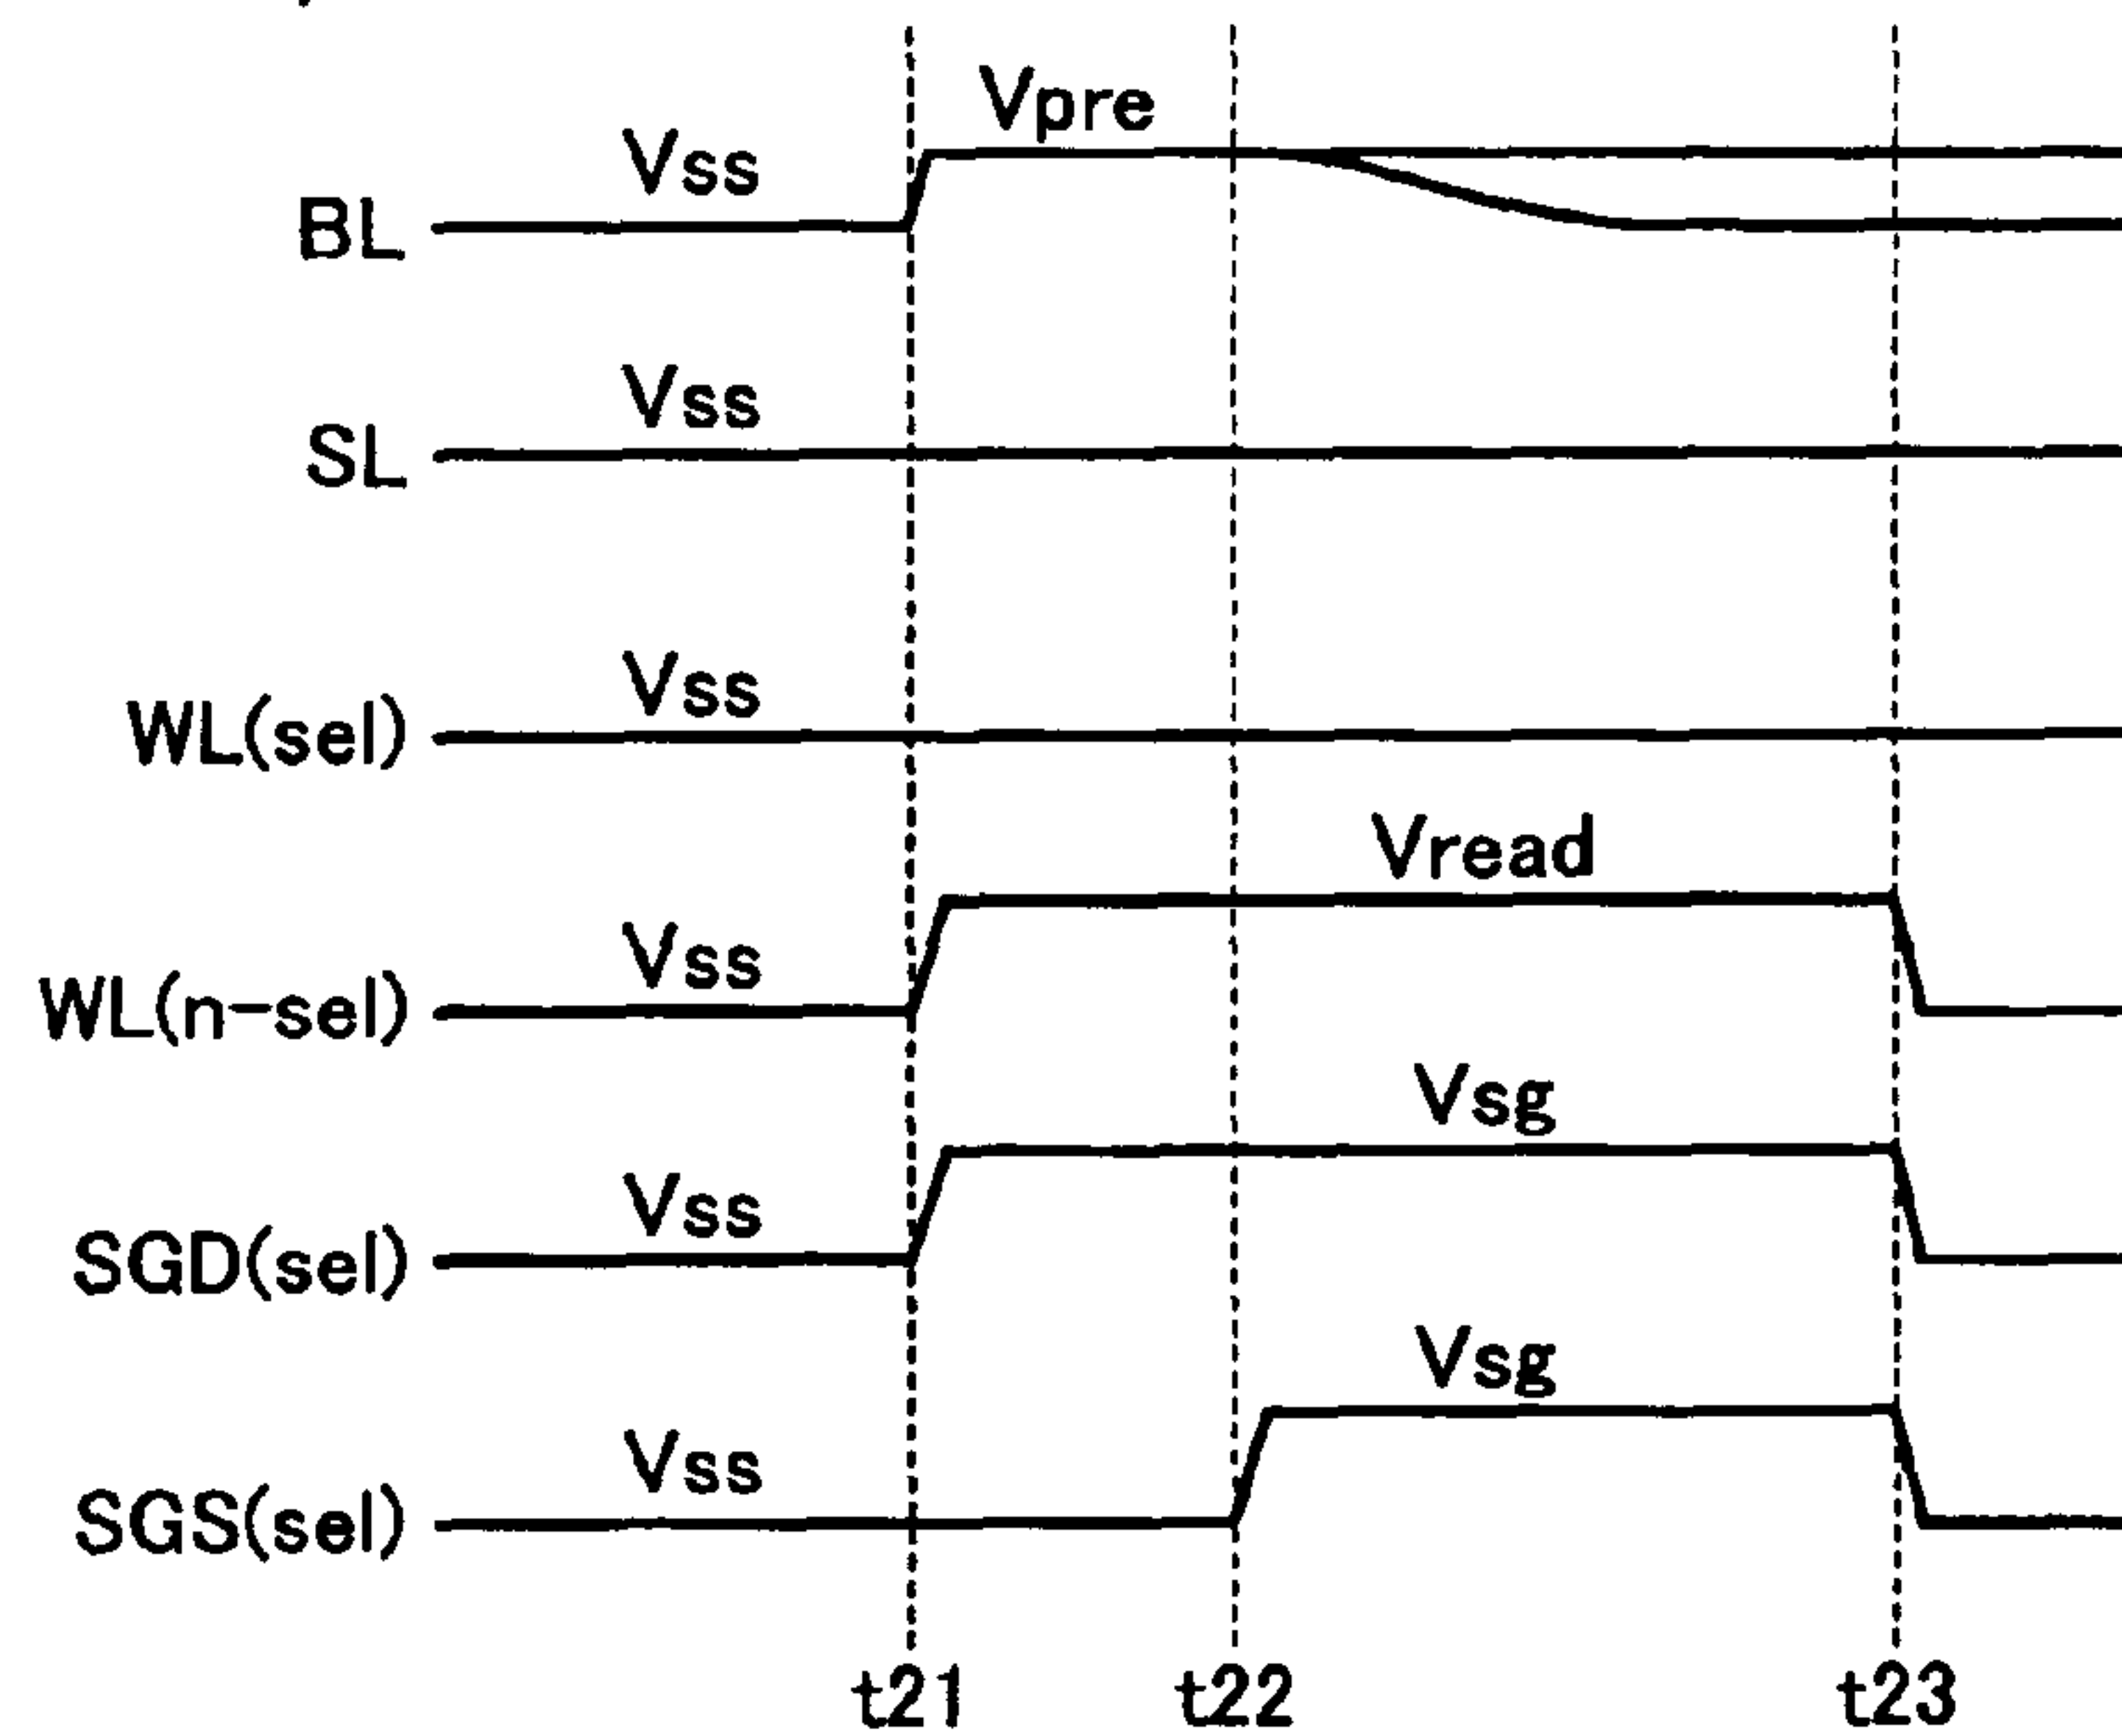 Vpre
Vss
BL
Vss
SL
Vss
WL(sel)
Vread
Vss
WL(n-sel)
Vsg
Vss
SGD(sel)
Vsg
Vss
SGS(sel)
t21 t22 t23